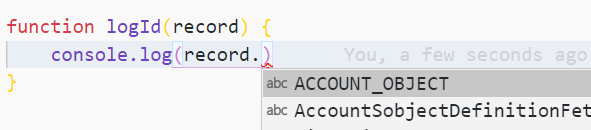 function logId(record) {
console.log(record.) You, a few seconds ago
abc ACCOUNT_OBJECT
} abc AccountSobjectDefinitionFet